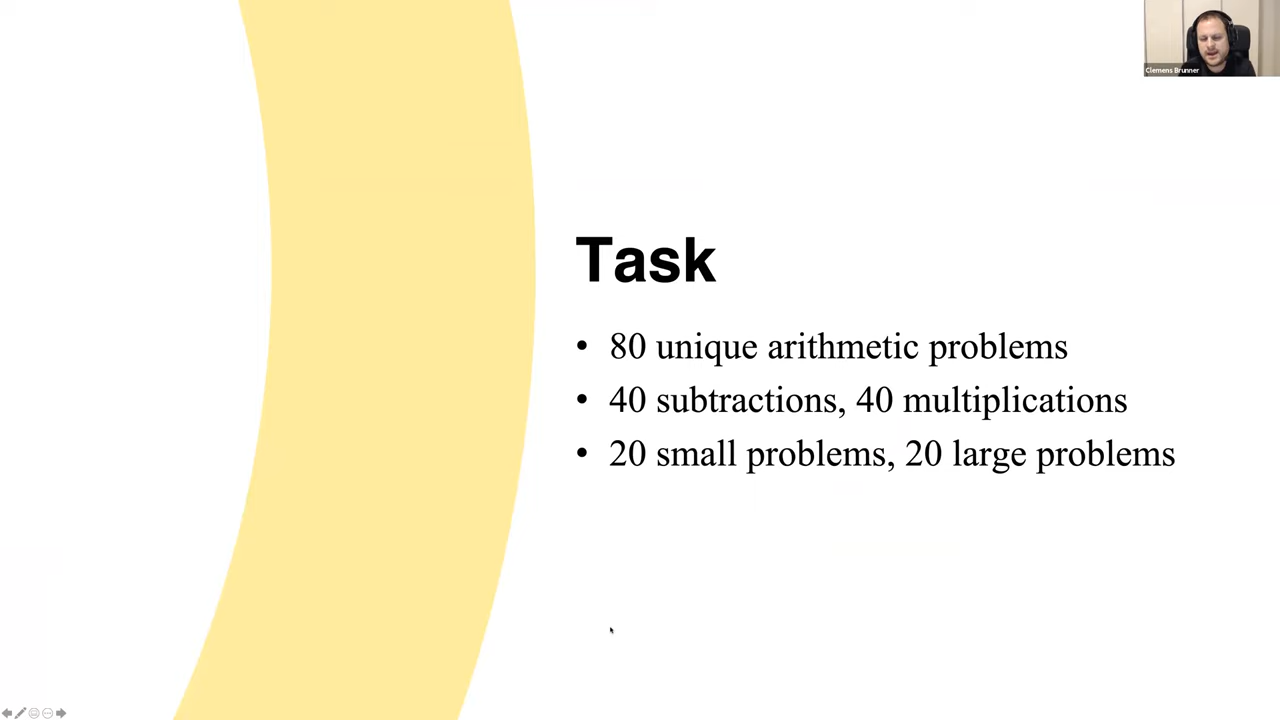 Clemens Brunner
Task
• 80 unique arithmetic problems
• 40 subtractions, 40 multiplications
• 20 small problems, 20 large problems